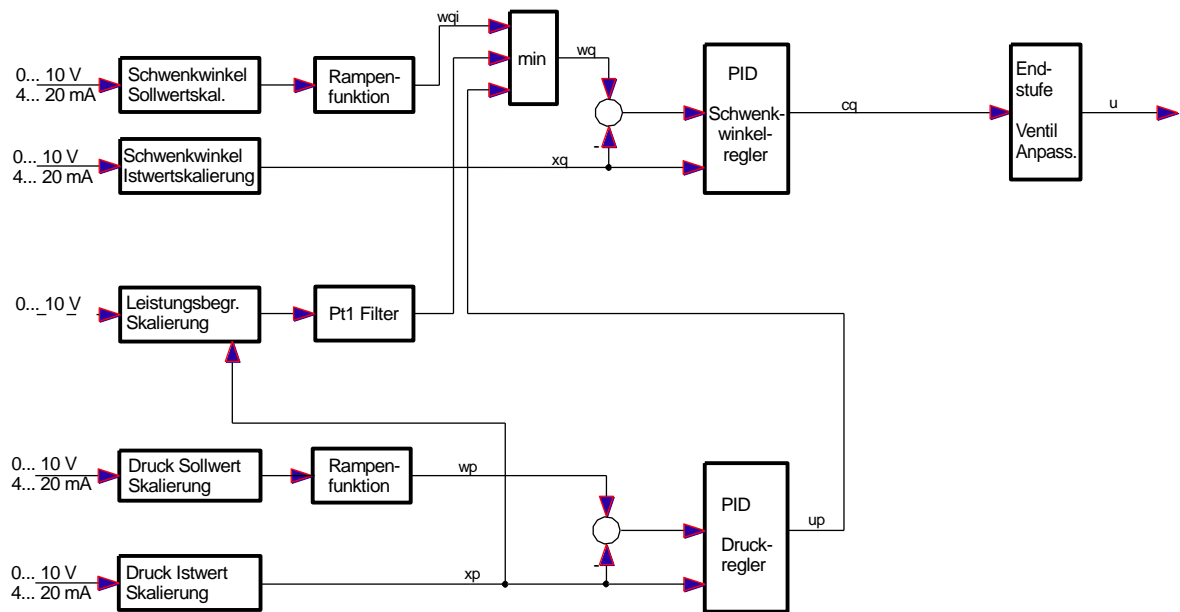 wqi
min
wq
0... 10 V
4... 20 mA
Schwenkwinkel
Sollwertskal.
Rampen-
funktion
PID
Schwenk-
winkel-
regler
cq
End-
stufe
Ventil
Anpass.
u
0... 10 V
4... 20 mA
Schwenkwinkel
Istwertskalierung
xq
-
0... 10 V
Leistungsbegr.
Skalierung
Pt1 Filter
0... 10 V
4... 20 mA
Druck Sollwert
Skalierung
Rampen-
funktion
wp
PID
Druck-
regler
up
-
0... 10 V
4... 20 mA
Druck Istwert
Skalierung
xp